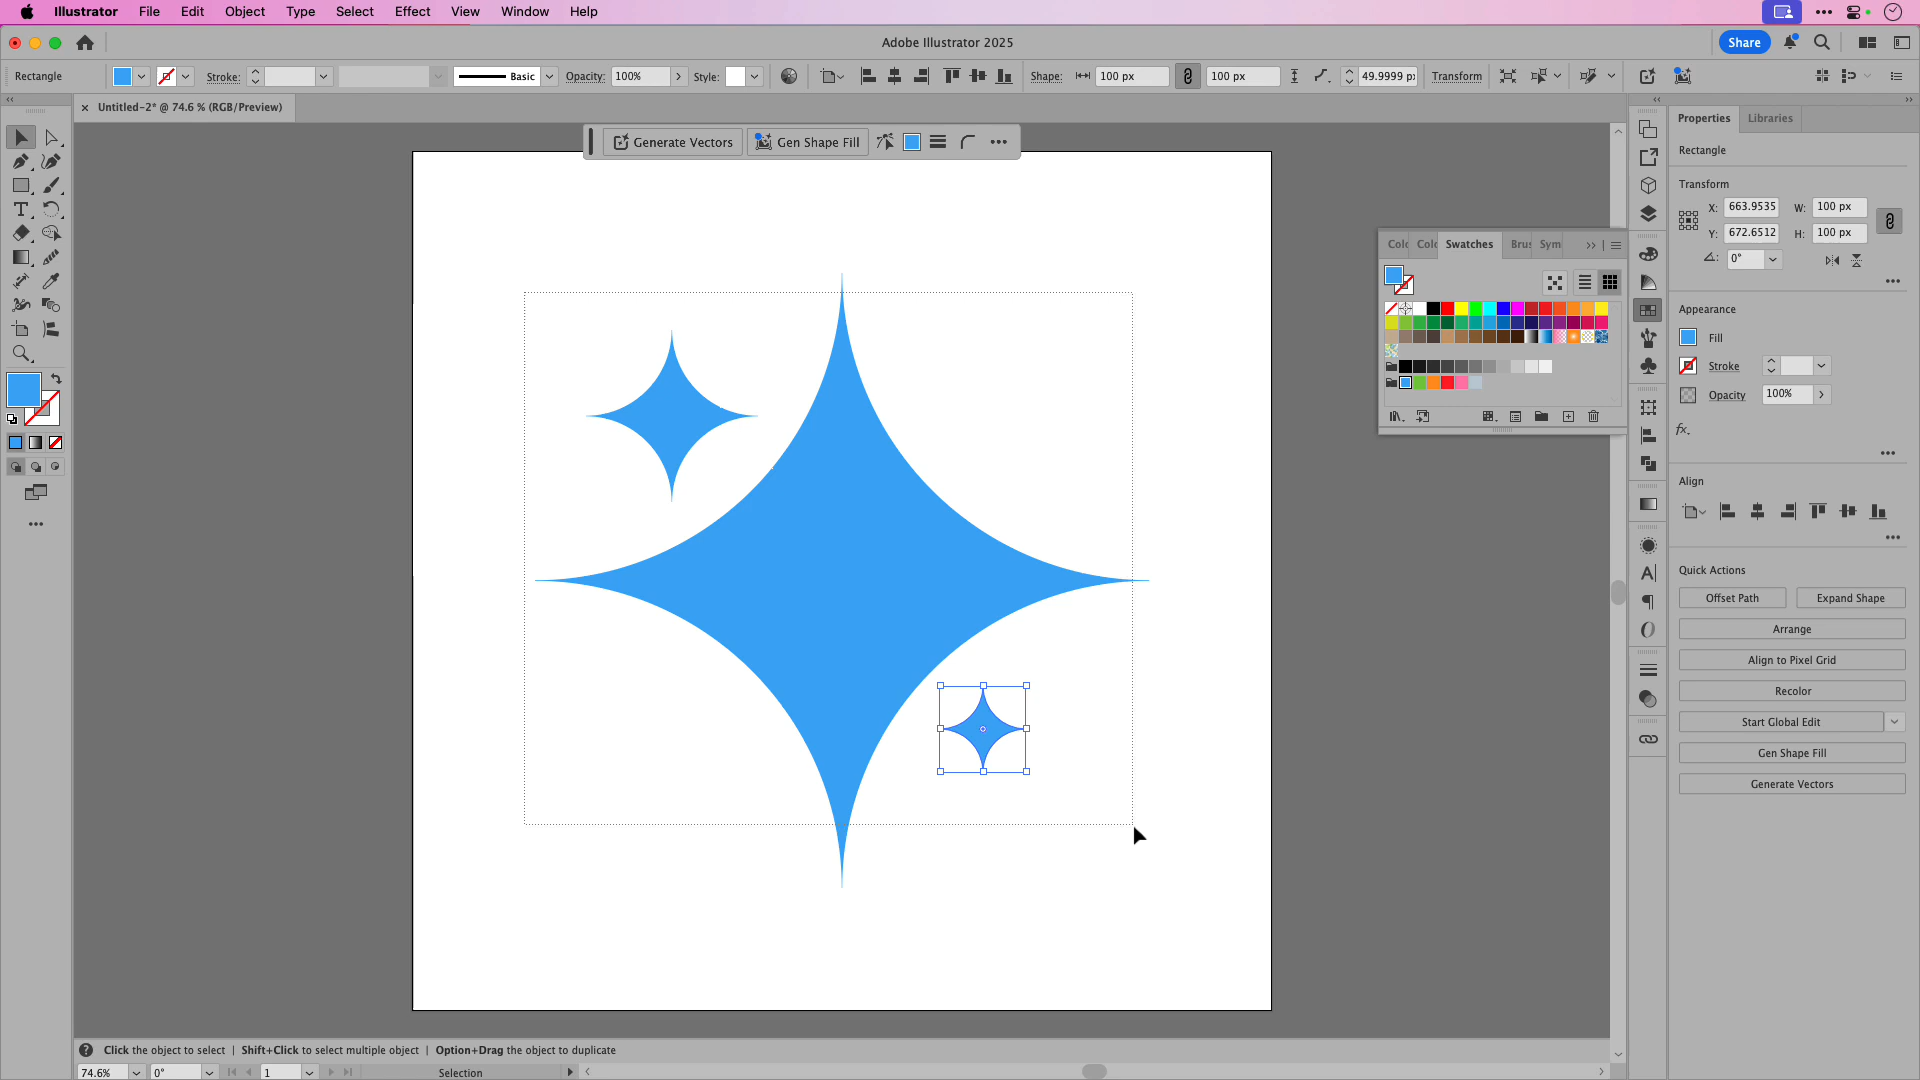 Illustrator File Edit Object Type Select Effect View Window Help
Adobe Illustrator 2025
Share
Rectangle Stroke: Basic Opacity: 100% Style: Shape: 100 px 100 px 49.9999 px Transform
Untitled-2* @ 74.6 % (RGB/Preview)
Generate Vectors Gen Shape Fill
Properties Libraries
Rectangle
Transform
X: 663.9535 W: 100 px
Y: 672.6512 H: 100 px
0°
Colo Colo Swatches Brus Sym
Appearance
Fill
Stroke
Opacity 100%
fx.
Align
Quick Actions
Offset Path Expand Shape
Arrange
Align to Pixel Grid
Recolor
Start Global Edit
Gen Shape Fill
Generate Vectors
Click the object to select | Shift+Click to select multiple object | Option+Drag the object to duplicate
74.6% 0° 1 Selection